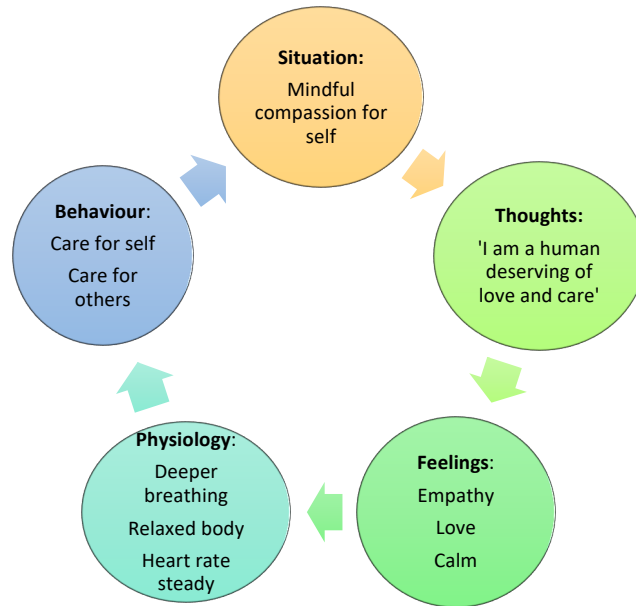 Situation:
Mindful
compassion for
self
Thoughts:
'I am a human
deserving of
love and care'
Feelings:
Empathy
Love
Calm
Physiology:
Deeper
breathing
Relaxed body
Heart rate
steady
Behaviour:
Care for self
Care for
others